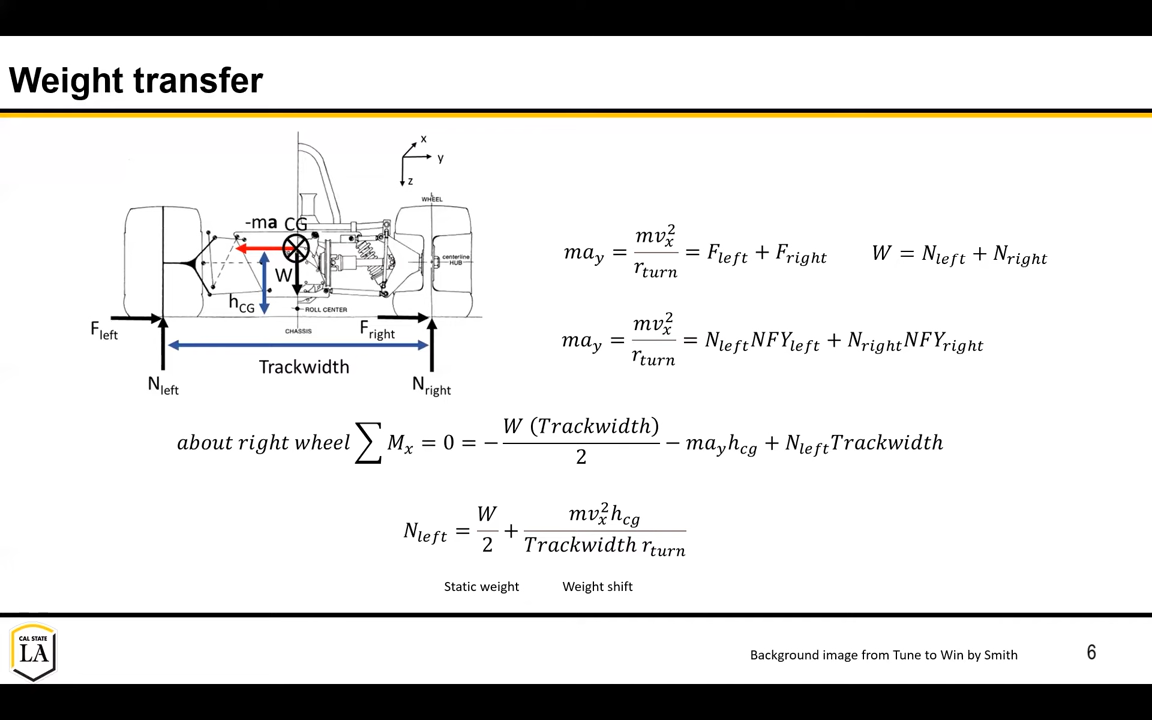 Weight transfer
x
y
z
WHEEL
-ma CG
centerline
HUB
W
h_CG
ROLL CENTER
F_left
F_right
CHASSIS
Trackwidth
N_left
N_right
ma_y = mv_x^2 / r_turn = F_left + F_right
W = N_left + N_right
ma_y = mv_x^2 / r_turn = N_left NFY_left + N_right NFY_right
about right wheel ∑ M_x = 0 = − W (Trackwidth) / 2 − ma_y h_cg + N_left Trackwidth
N_left = W / 2 + mv_x^2 h_cg / Trackwidth r_turn
Static weight
Weight shift
CAL STATE
LA
Background image from Tune to Win by Smith
6